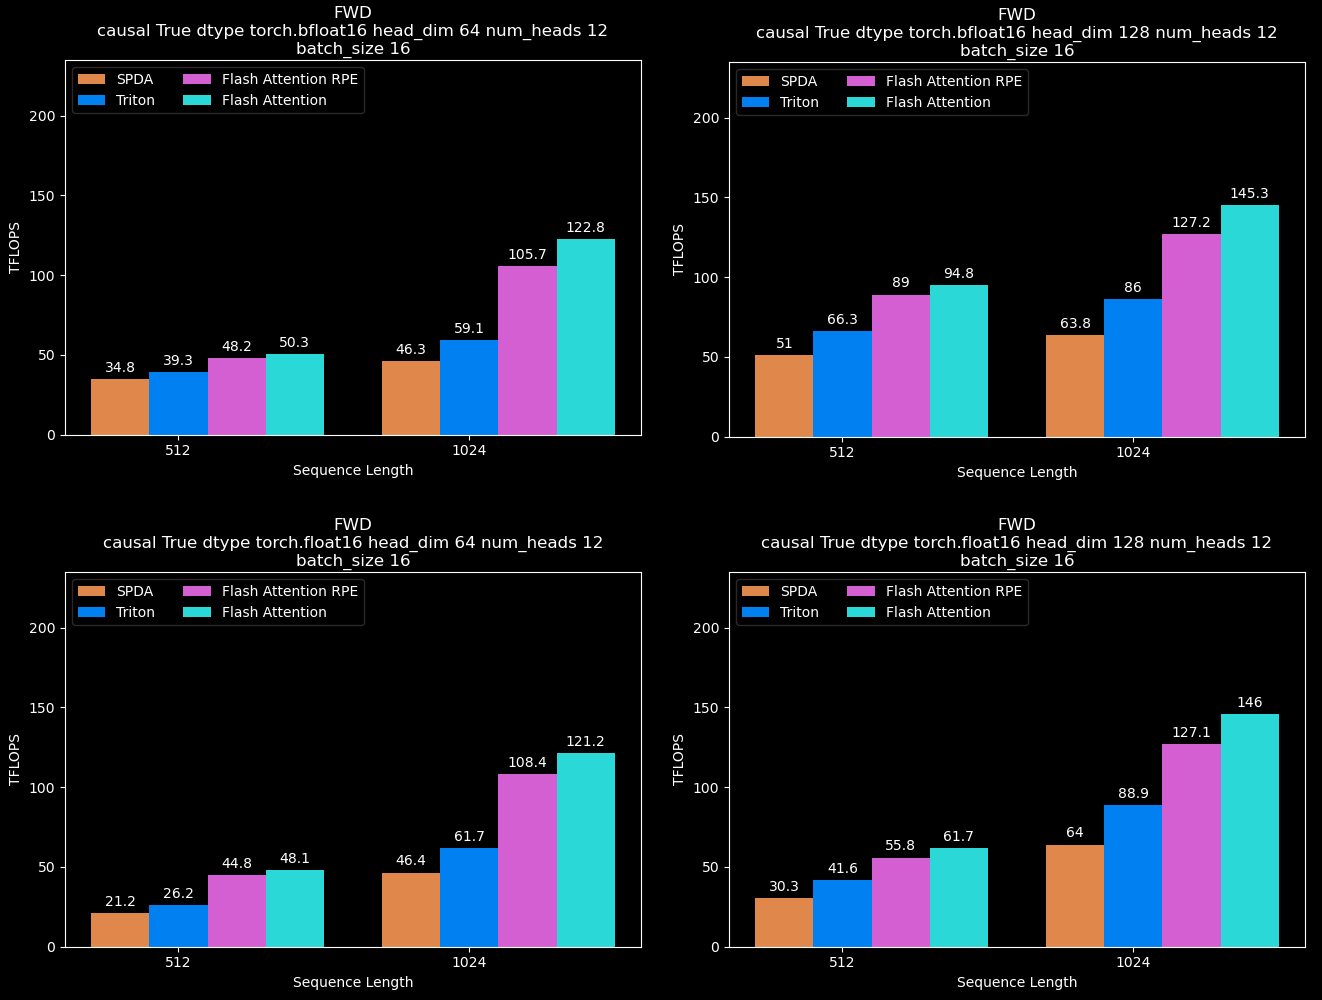 FWD
causal True dtype torch.bfloat16 head_dim 64 num_heads 12
batch_size 16
SPDA
Triton
Flash Attention RPE
Flash Attention
TFLOPS
200
150
100
50
0
34.8
39.3
48.2
50.3
46.3
59.1
105.7
122.8
512
1024
Sequence Length
FWD
causal True dtype torch.bfloat16 head_dim 128 num_heads 12
batch_size 16
SPDA
Triton
Flash Attention RPE
Flash Attention
TFLOPS
200
150
100
50
0
51
66.3
89
94.8
63.8
86
127.2
145.3
512
1024
Sequence Length
FWD
causal True dtype torch.float16 head_dim 64 num_heads 12
batch_size 16
SPDA
Triton
Flash Attention RPE
Flash Attention
TFLOPS
200
150
100
50
0
21.2
26.2
44.8
48.1
46.4
61.7
108.4
121.2
512
1024
Sequence Length
FWD
causal True dtype torch.float16 head_dim 128 num_heads 12
batch_size 16
SPDA
Triton
Flash Attention RPE
Flash Attention
TFLOPS
200
150
100
50
0
30.3
41.6
55.8
61.7
64
88.9
127.1
146
512
1024
Sequence Length